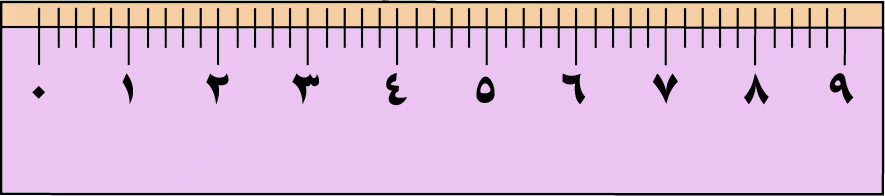 ٠ ١ ٢ ٣ ٤ ٥ ٦ ٧ ٨ ٩